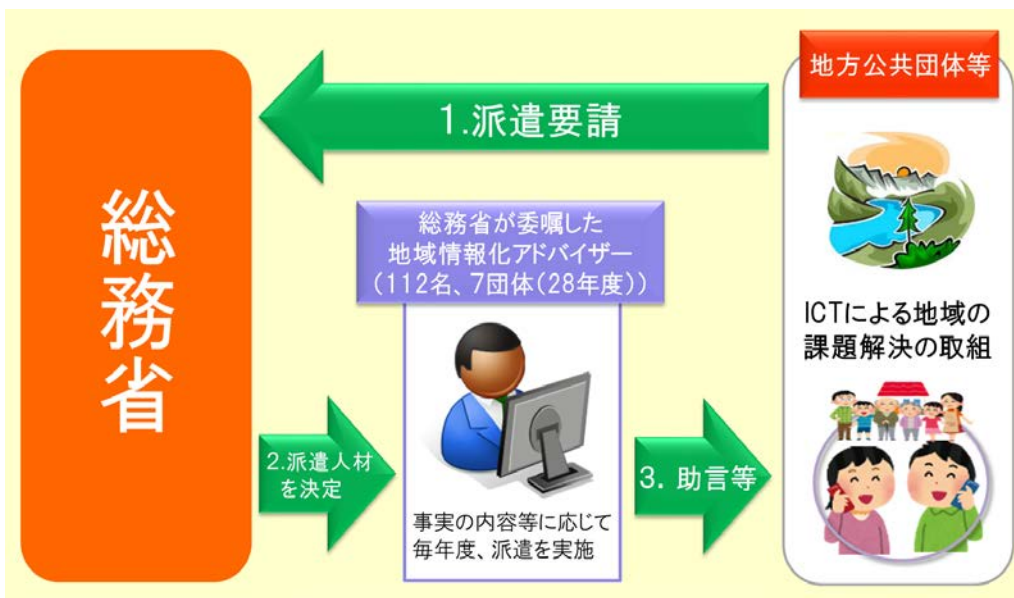 総務省
1.派遣要請
地方公共団体等
総務省が委嘱した
地域情報化アドバイザー
(112名、7団体(28年度))
ICTによる地域の
課題解決の取組
2.派遣人材
を決定
3. 助言等
事実の内容等に応じて
毎年度、派遣を実施